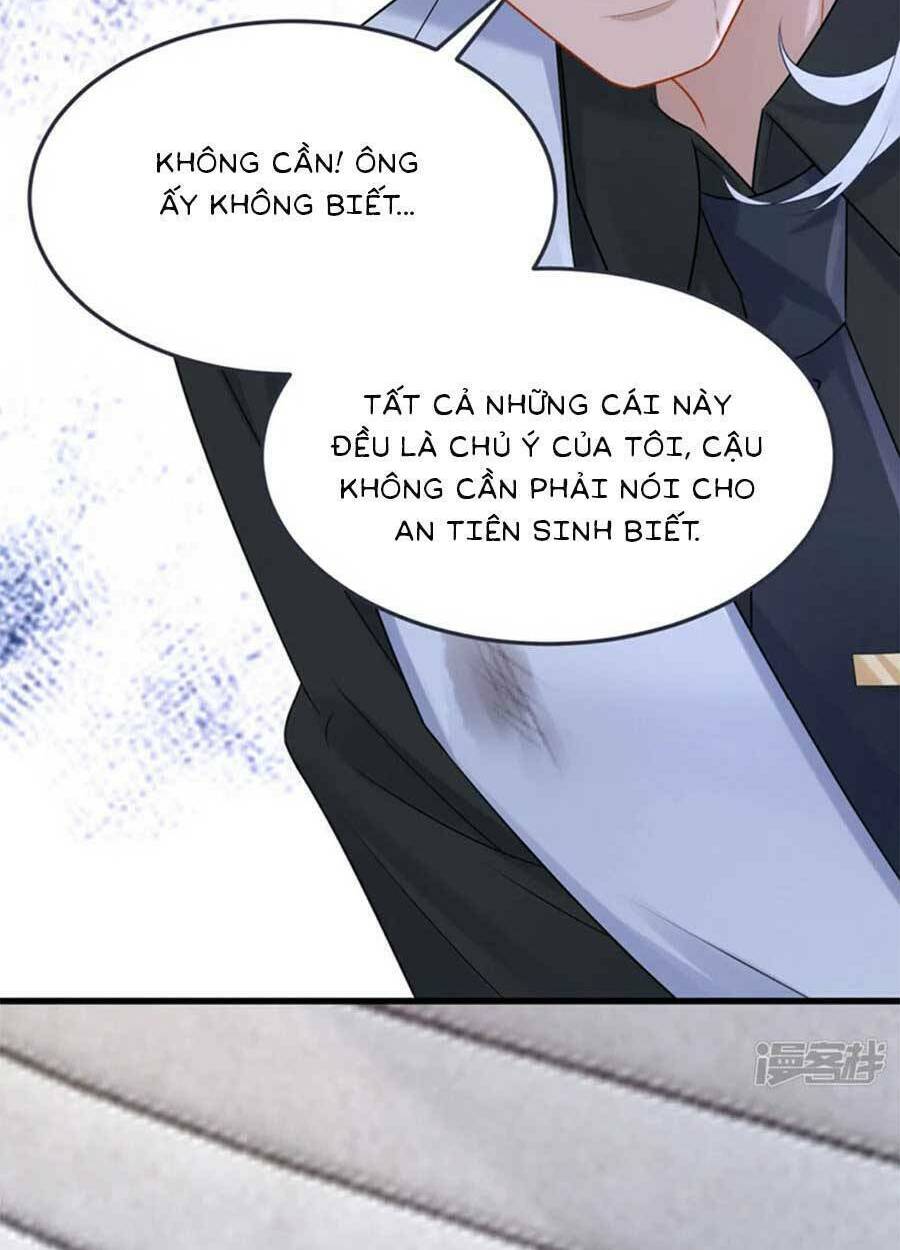 KHÔNG CẦN! ÔNG
ẤY KHÔNG BIẾT...
TẤT CẢ NHỮNG CÁI NÀY
ĐỀU LÀ CHỦ Ý CỦA TÔI, CẬU
KHÔNG CẦN PHẢI NÓI CHO
AN TIÊN SINH BIẾT.
漫客栈